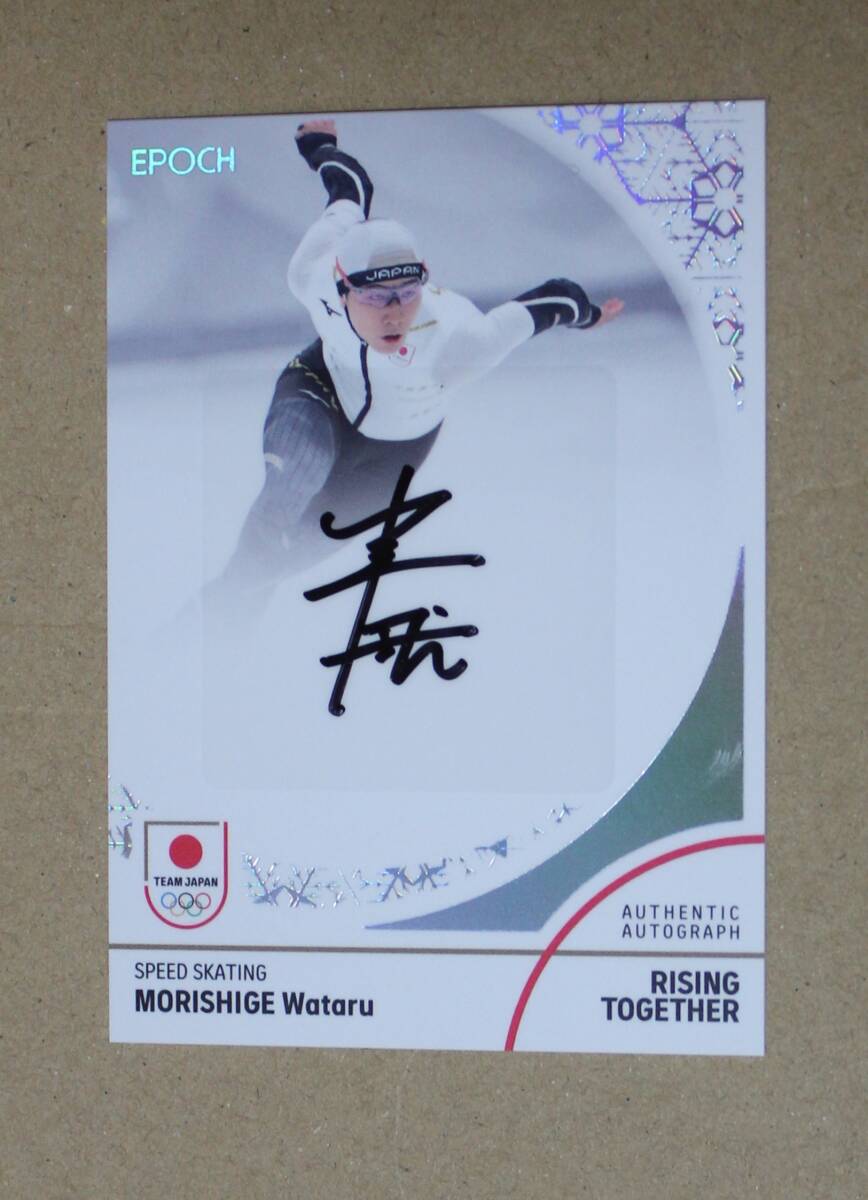 EPOCH
JAPAN
TEAM JAPAN
AUTHENTIC
AUTOGRAPH
SPEED SKATING
MORISHIGE Wataru
RISING
TOGETHER